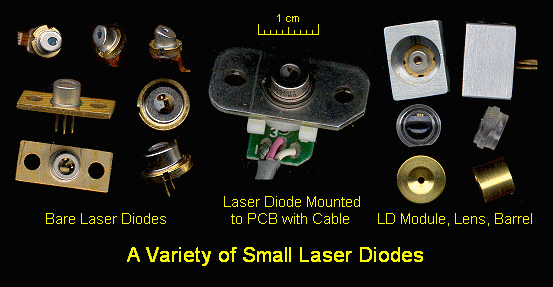 1 cm
Bare Laser Diodes
Laser Diode Mounted
to PCB with Cable
LD Module, Lens, Barrel
A Variety of Small Laser Diodes